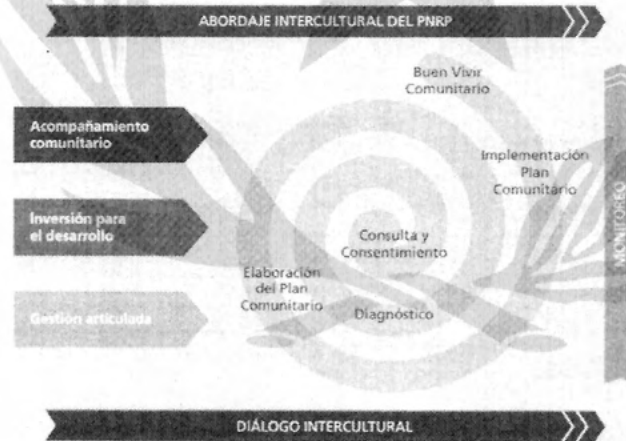 ABORDAJE INTERCULTURAL DEL PNRP
Buen Vivir
Comunitario
Acompañamiento
comunitario
Implementación
Plan
Comunitario
Inversión para
el desarrollo
Consulta y
Consentimiento
Elaboración
del Plan
Comunitario
Diagnóstico
Gestión articulada
MONITOREO
DIÁLOGO INTERCULTURAL